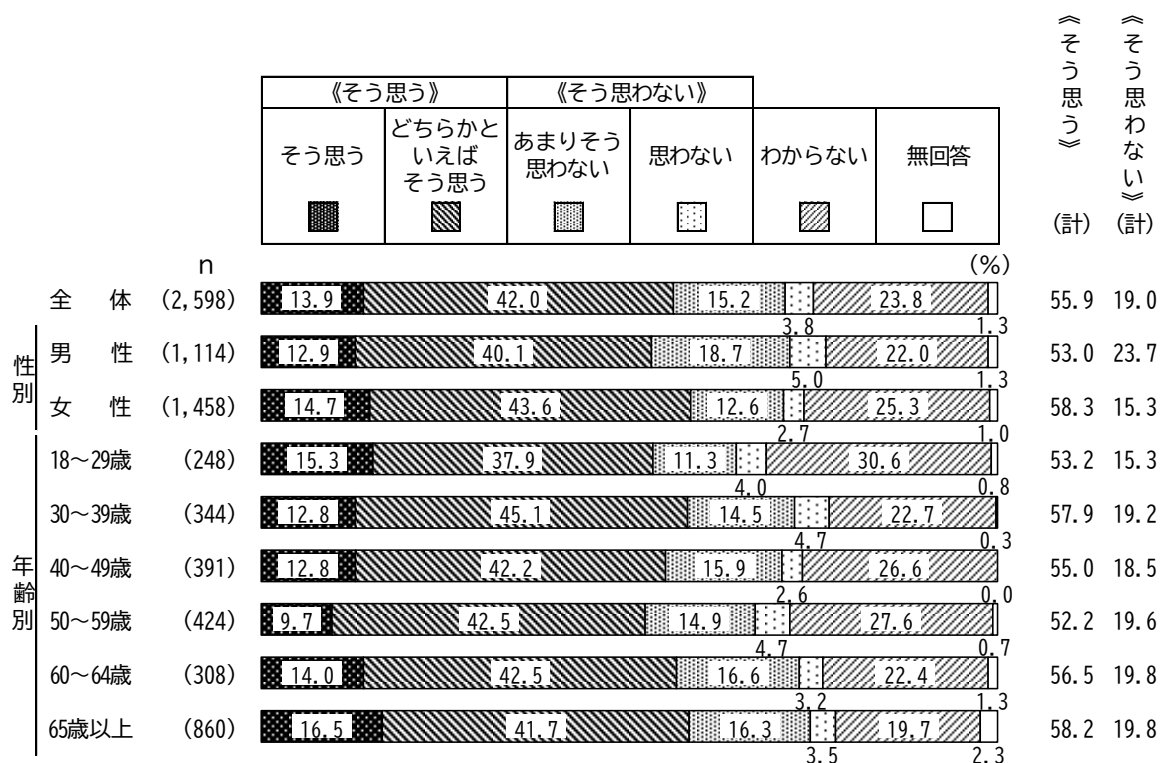 《そう思う》 《そう思わない》
そう思う
どちらかと
いえば
そう思う
あまりそう
思わない
思わない
わからない
無回答
《そう思う》
(計)
《そう思わない》
(計)
n
(%)
全 体 (2,598) 13.9 42.0 15.2 23.8 55.9 19.0
3.8 1.3
性別
男 性 (1,114) 12.9 40.1 18.7 22.0 53.0 23.7
5.0 1.3
女 性 (1,458) 14.7 43.6 12.6 25.3 58.3 15.3
2.7 1.0
年齢別
18～29歳 (248) 15.3 37.9 11.3 30.6 53.2 15.3
4.0 0.8
30～39歳 (344) 12.8 45.1 14.5 22.7 57.9 19.2
4.7 0.3
40～49歳 (391) 12.8 42.2 15.9 26.6 55.0 18.5
2.6 0.0
50～59歳 (424) 9.7 42.5 14.9 27.6 52.2 19.6
4.7 0.7
60～64歳 (308) 14.0 42.5 16.6 22.4 56.5 19.8
3.2 1.3
65歳以上 (860) 16.5 41.7 16.3 19.7 58.2 19.8
3.5 2.3